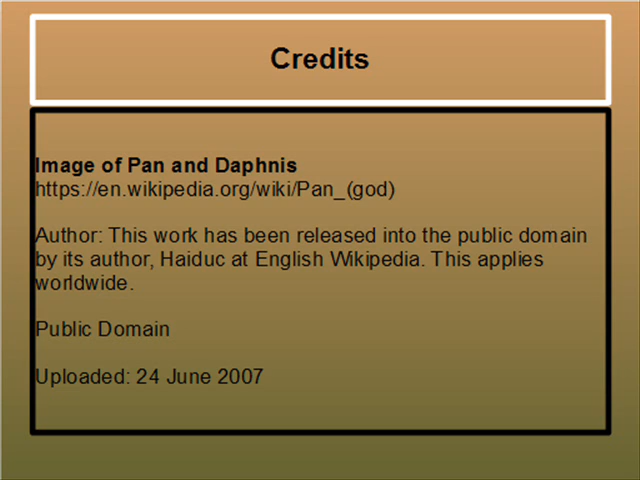 Credits
Image of Pan and Daphnis
https://en.wikipedia.org/wiki/Pan_(god)
Author: This work has been released into the public domain
by its author, Haiduc at English Wikipedia. This applies
worldwide.
Public Domain
Uploaded: 24 June 2007